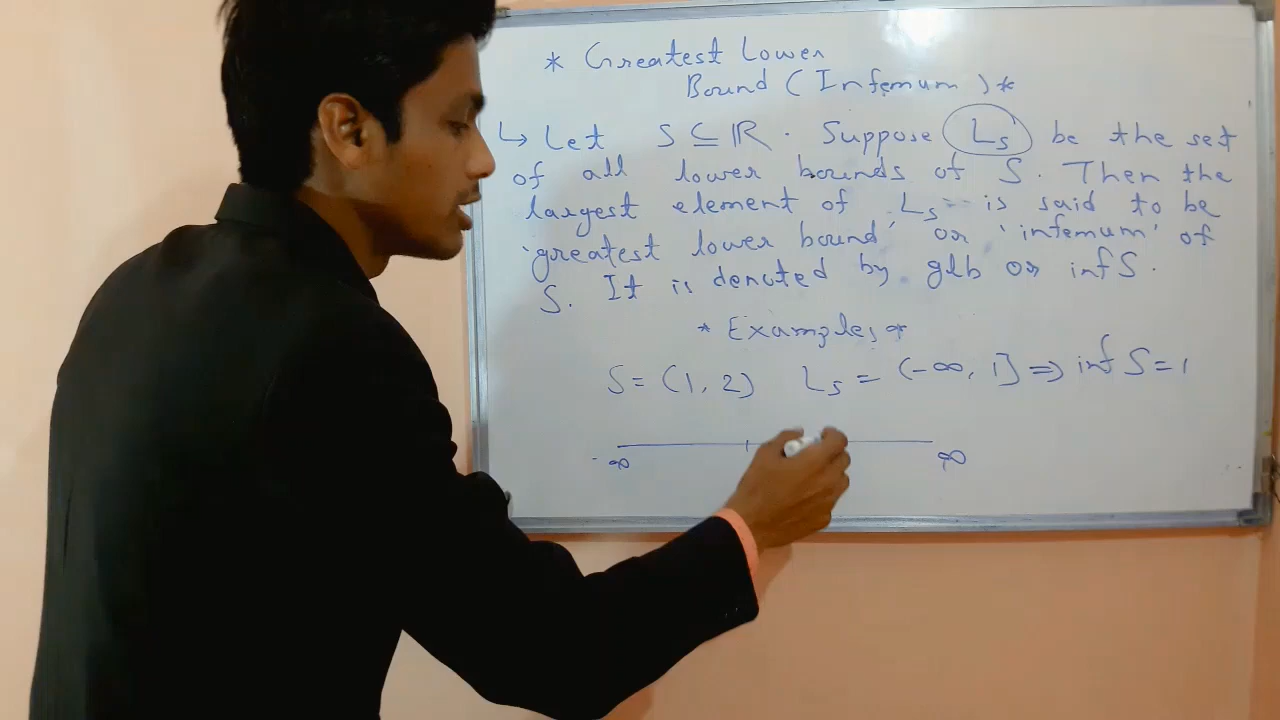 * Greatest Lower
Bound (Infemum) *
↳ Let S ⊆ ℝ. Suppose Ls be the set
of all lower bounds of S. Then the
largest element of Ls is said to be
'greatest lower bound' or 'infemum' of
S. It is denoted by glb or inf S.
* Examples *
S = (1, 2) Ls = (-∞, 1] ⇒ inf S = 1
-∞ ∞